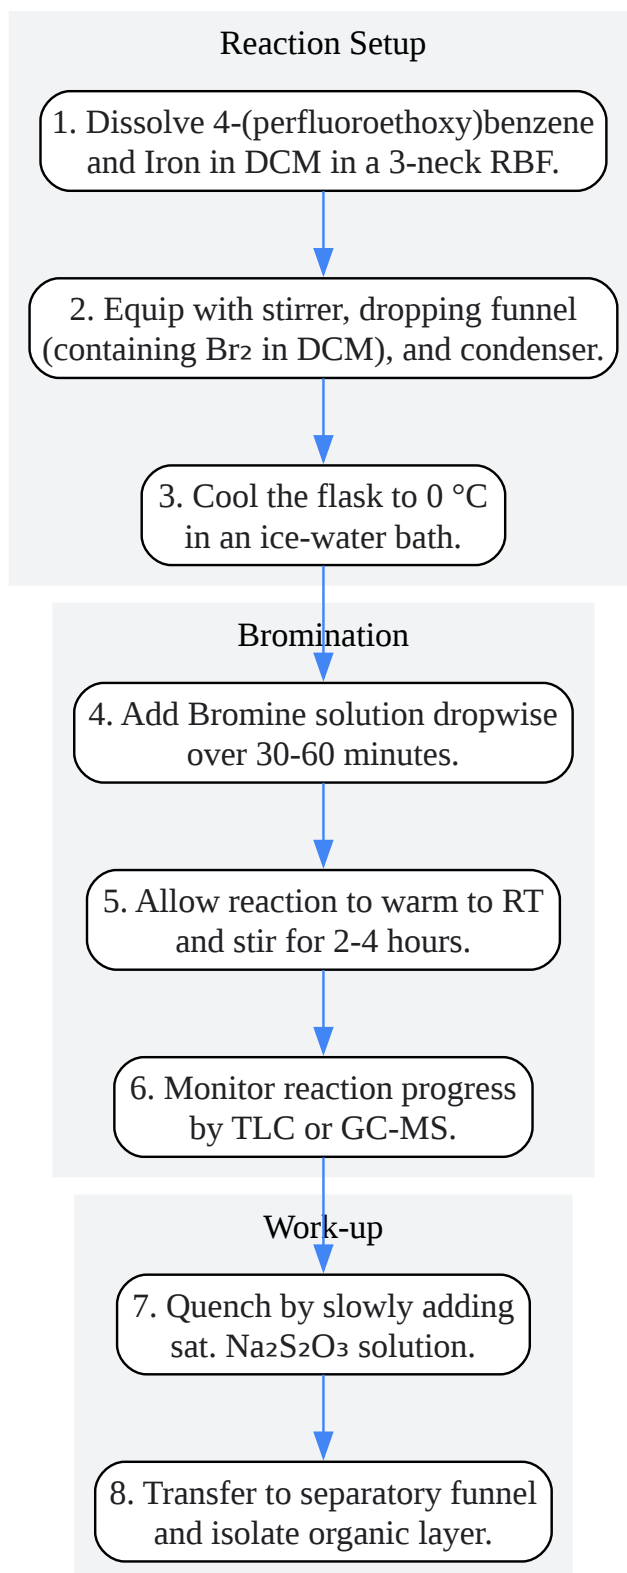 Reaction Setup
1. Dissolve 4-(perfluoroethoxy)benzene
and Iron in DCM in a 3-neck RBF.
2. Equip with stirrer, dropping funnel
(containing Br₂ in DCM), and condenser.
3. Cool the flask to 0 °C
in an ice-water bath.
Bromination
4. Add Bromine solution dropwise
over 30-60 minutes.
5. Allow reaction to warm to RT
and stir for 2-4 hours.
6. Monitor reaction progress
by TLC or GC-MS.
Work-up
7. Quench by slowly adding
sat. Na₂S₂O₃ solution.
8. Transfer to separatory funnel
and isolate organic layer.